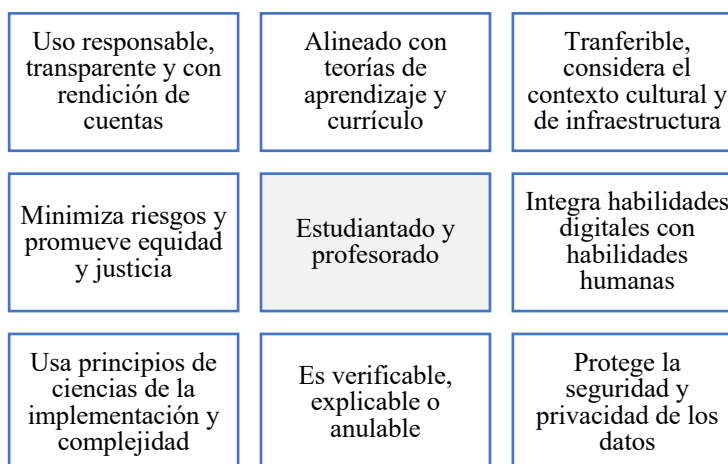 Uso responsable,
transparente y con
rendición de
cuentas
Alineado con
teorías de
aprendizaje y
currículo
Tranferible,
considera el
contexto cultural y
de infraestructura
Minimiza riesgos y
promueve equidad
y justicia
Estudiantado y
profesorado
Integra habilidades
digitales con
habilidades
humanas
Usa principios de
ciencias de la
implementación y
complejidad
Es verificable,
explicable o
anulable
Protege la
seguridad y
privacidad de los
datos